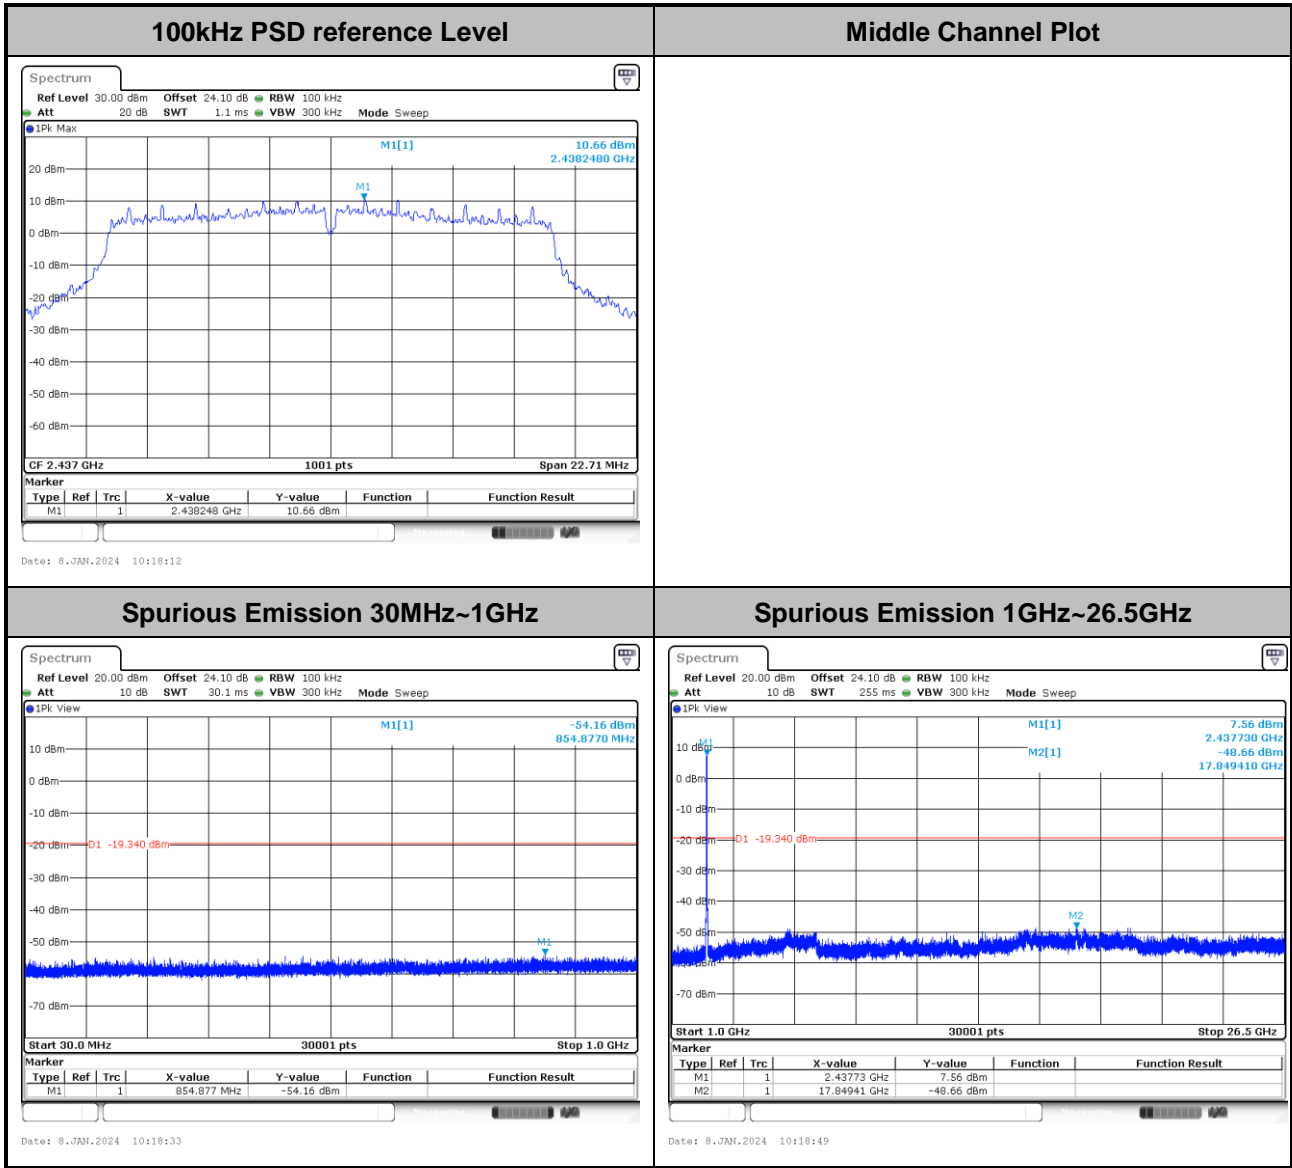 100kHz PSD reference Level
Middle Channel Plot
Spectrum
Ref Level 30.00 dBm Offset 24.10 dB RBW 100 kHz
Att 20 dB SWT 1.1 ms VBW 300 kHz Mode Sweep
1Pk Max
M1[1] 10.66 dBm
2.4382480 GHz
20 dBm
M1
10 dBm
0 dBm
-10 dBm
-20 dBm
-30 dBm
-40 dBm
-50 dBm
-60 dBm
CF 2.437 GHz 1001 pts Span 22.71 MHz
Marker
Type Ref Trc X-value Y-value Function Function Result
M1 1 2.438248 GHz 10.66 dBm
Measuring
Date: 8.JAN.2024 10:18:12
Spurious Emission 30MHz~1GHz
Spurious Emission 1GHz~26.5GHz
Spectrum
Ref Level 20.00 dBm Offset 24.10 dB RBW 100 kHz
Att 10 dB SWT 30.1 ms VBW 300 kHz Mode Sweep
1Pk View
M1[1] -54.16 dBm
854.8770 MHz
10 dBm
0 dBm
-10 dBm
-20 dBm D1 -19.340 dBm
-30 dBm
-40 dBm
-50 dBm
M1
-70 dBm
Start 30.0 MHz 30001 pts Stop 1.0 GHz
Marker
Type Ref Trc X-value Y-value Function Function Result
M1 1 854.877 MHz -54.16 dBm
Measuring
Date: 8.JAN.2024 10:18:33
Spectrum
Ref Level 20.00 dBm Offset 24.10 dB RBW 100 kHz
Att 10 dB SWT 255 ms VBW 300 kHz Mode Sweep
1Pk View
M1[1] 7.56 dBm
2.437730 GHz
M2[1] -48.66 dBm
17.849410 GHz
10 dBm M1
0 dBm
-10 dBm
-20 dBm D1 -19.340 dBm
-30 dBm
-40 dBm
M2
-50 dBm
-70 dBm
Start 1.0 GHz 30001 pts Stop 26.5 GHz
Marker
Type Ref Trc X-value Y-value Function Function Result
M1 1 2.43773 GHz 7.56 dBm
M2 1 17.84941 GHz -48.66 dBm
Measuring
Date: 8.JAN.2024 10:18:49